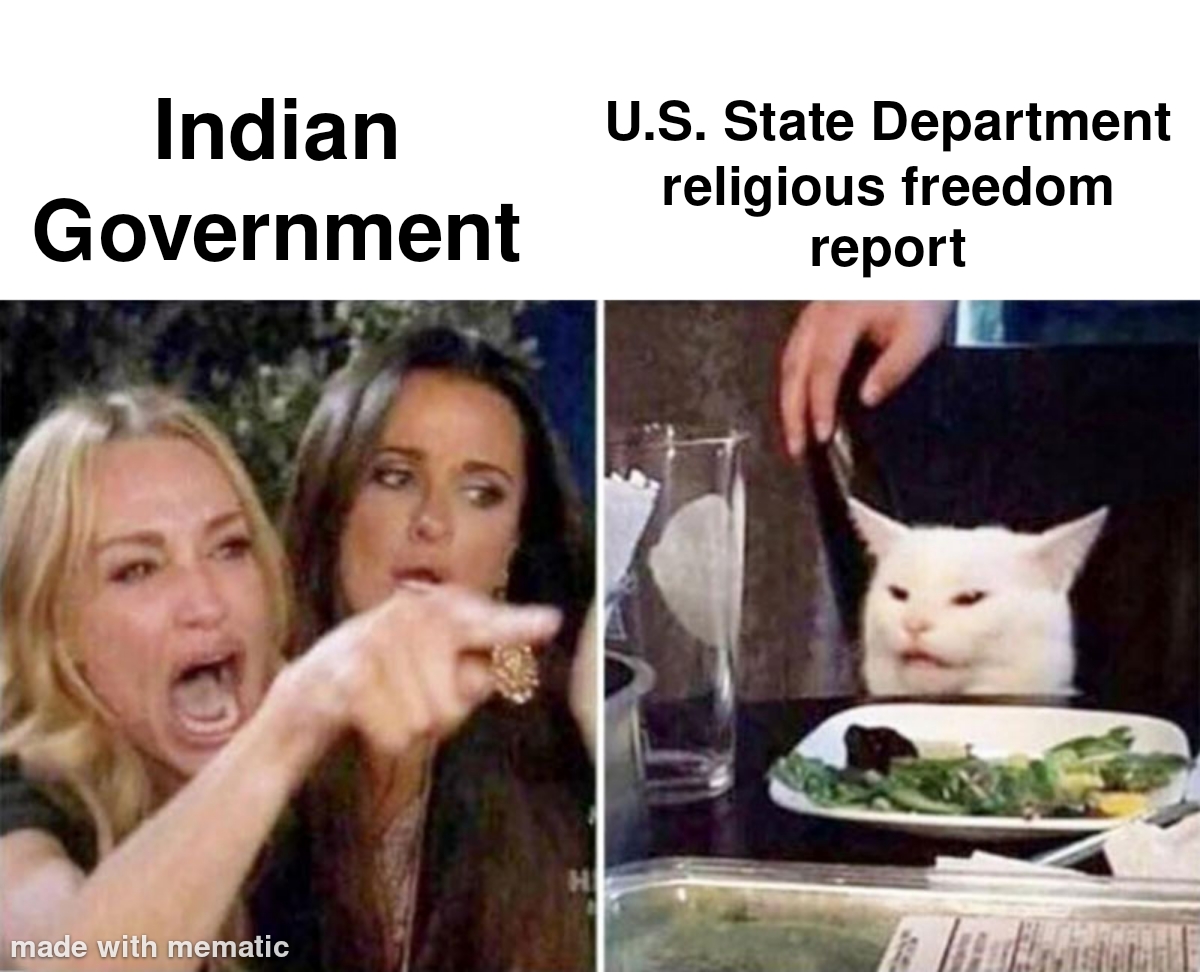 Indian
Government
U.S. State Department
religious freedom
report
made with mematic